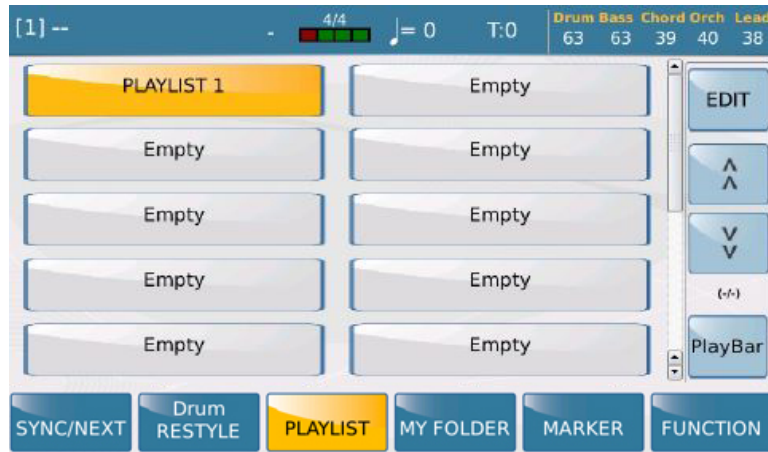 [1] --
-
4/4
= 0
T:0
Drum Bass Chord Orch Lead
63 63 39 40 38
PLAYLIST 1
Empty
EDIT
Empty
Empty
^
^
Empty
Empty
v
v
Empty
Empty
(-/-)
Empty
Empty
PlayBar
SYNC/NEXT
Drum
RESTYLE
PLAYLIST
MY FOLDER
MARKER
FUNCTION